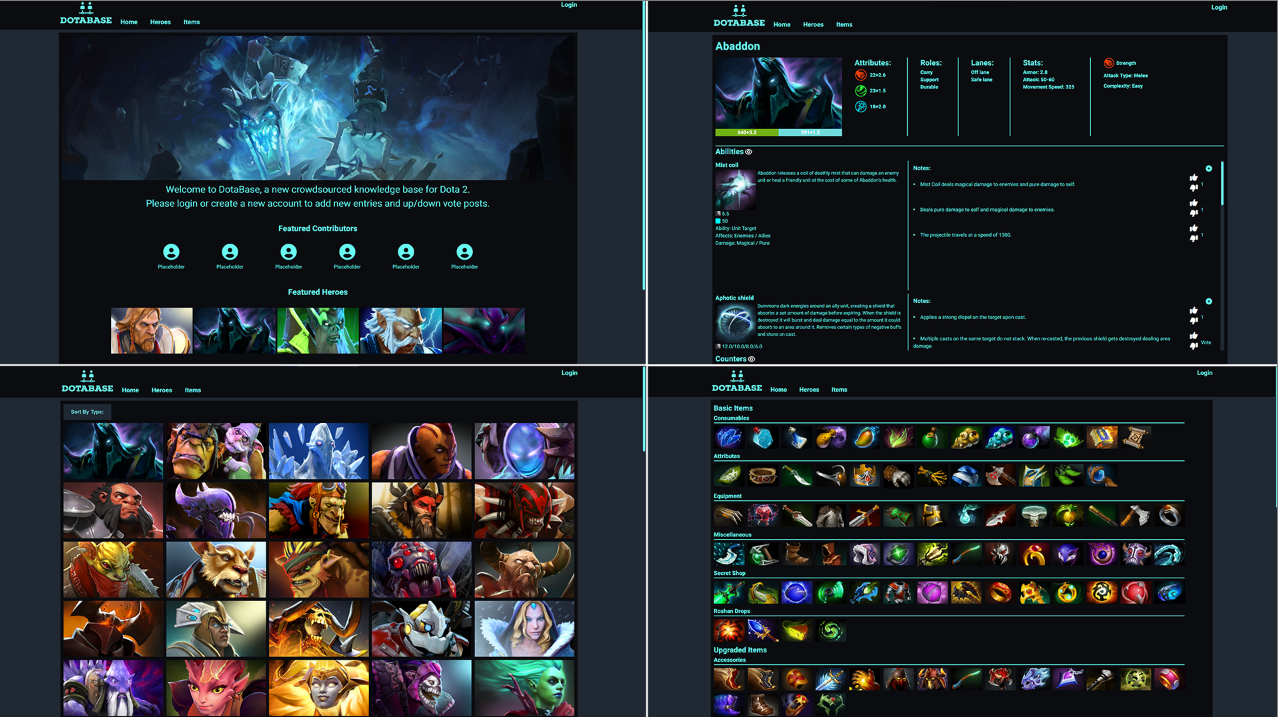 DOTABASE Home Heroes Items Login
Welcome to DotaBase, a new crowdsourced knowledge base for Dota 2.
Please login or create a new account to add new entries and up/down vote posts.
Featured Contributors
Placeholder Placeholder Placeholder Placeholder Placeholder Placeholder
Featured Heroes
DOTABASE Home Heroes Items Login
Abaddon
Attributes:
22+2.6
23+1.5
18+2.0
Roles:
Carry
Support
Durable
Lanes:
Off lane
Safe lane
Stats:
Armor: 2.8
Attack: 50-60
Movement Speed: 325
Strength
Attack Type: Melee
Complexity: Easy
640+3.2 291+1.2
Abilities
Mist coil
Abaddon releases a coil of deathly mist that can damage an enemy
unit or heal a friendly unit at the cost of some of Abaddon's health.
5.5
50
Ability: Unit Target
Affects: Enemies / Allies
Damage: Magical / Pure
Notes:
Mist Coil deals magical damage to enemies and pure damage to self.
1
Deals pure damage to self and magical damage to enemies.
1
The projectile travels at a speed of 1300.
1
Aphotic shield
Summons dark energies around an ally unit, creating a shield that
absorbs a set amount of damage before expiring. When the shield is
destroyed it will burst and deal damage equal to the amount it could
absorb to an area around it. Removes certain types of negative buffs
and stuns on cast.
12.0/10.0/8.0/6.0
Notes:
Applies a strong dispel on the target upon cast.
1
Multiple casts on the same target do not stack. When re-casted, the previous shield gets destroyed dealing area
damage.
Vote
Counters
DOTABASE Home Heroes Items Login
Sort By Type:
DOTABASE Home Heroes Items Login
Basic Items
Consumables
Attributes
Equipment
Miscellaneous
Secret Shop
Roshan Drops
Upgraded Items
Accessories